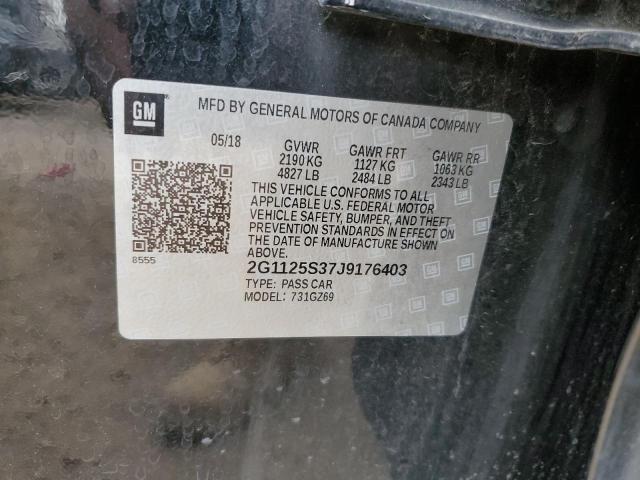 GM
MFD BY GENERAL MOTORS OF CANADA COMPANY
05/18 GVWR GAWR FRT GAWR RR
2190 KG 1127 KG 1063 KG
4827 LB 2484 LB 2343 LB
THIS VEHICLE CONFORMS TO ALL
APPLICABLE U.S. FEDERAL MOTOR
VEHICLE SAFETY, BUMPER, AND THEFT
PREVENTION STANDARDS IN EFFECT ON
THE DATE OF MANUFACTURE SHOWN
ABOVE.
8555
2G1125S37J9176403
TYPE: PASS CAR
MODEL: 731GZ69